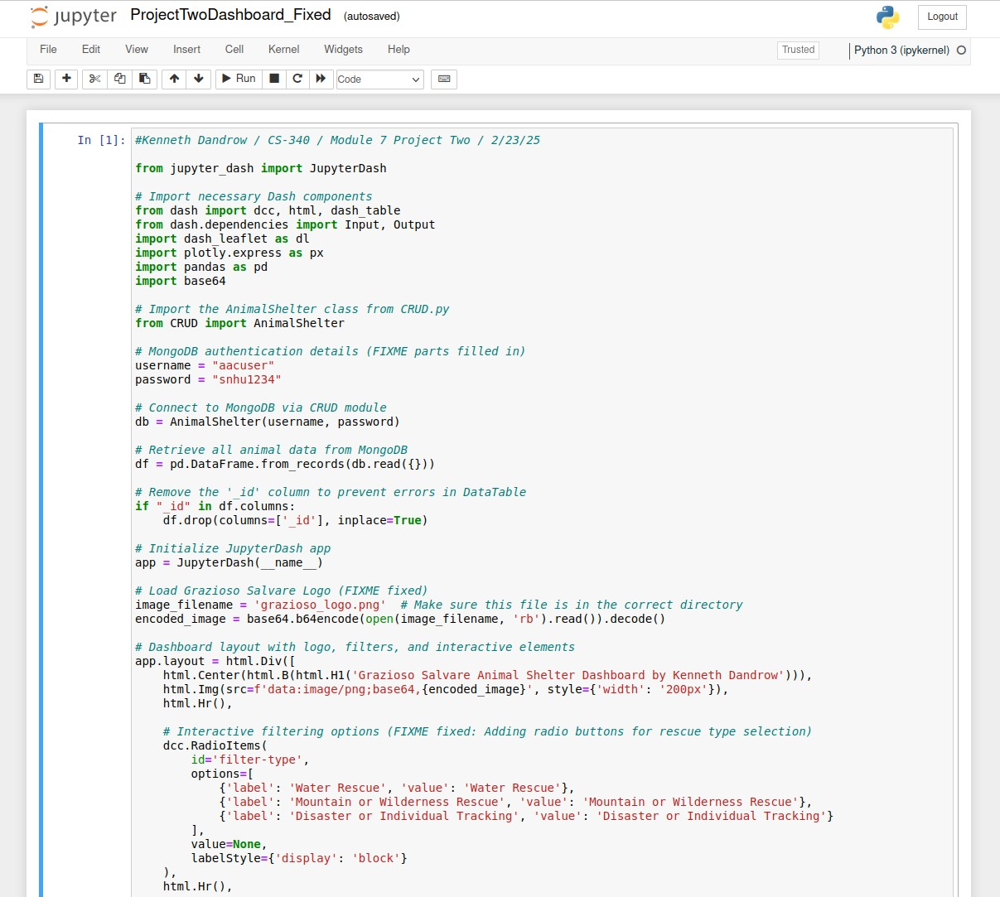 jupyter ProjectTwoDashboard_Fixed (autosaved) Logout
File Edit View Insert Cell Kernel Widgets Help Trusted Python 3 (ipykernel)
Run Code
In [1]: #Kenneth Dandrow / CS-340 / Module 7 Project Two / 2/23/25
from jupyter_dash import JupyterDash
# Import necessary Dash components
from dash import dcc, html, dash_table
from dash.dependencies import Input, Output
import dash_leaflet as dl
import plotly.express as px
import pandas as pd
import base64
# Import the AnimalShelter class from CRUD.py
from CRUD import AnimalShelter
# MongoDB authentication details (FIXME parts filled in)
username = "aacuser"
password = "snhu1234"
# Connect to MongoDB via CRUD module
db = AnimalShelter(username, password)
# Retrieve all animal data from MongoDB
df = pd.DataFrame.from_records(db.read({}))
# Remove the '_id' column to prevent errors in DataTable
if "_id" in df.columns:
    df.drop(columns=['_id'], inplace=True)
# Initialize JupyterDash app
app = JupyterDash(__name__)
# Load Grazioso Salvare Logo (FIXME fixed)
image_filename = 'grazioso_logo.png'  # Make sure this file is in the correct directory
encoded_image = base64.b64encode(open(image_filename, 'rb').read()).decode()
# Dashboard layout with logo, filters, and interactive elements
app.layout = html.Div([
    html.Center(html.B(html.H1('Grazioso Salvare Animal Shelter Dashboard by Kenneth Dandrow'))),
    html.Img(src=f'data:image/png;base64,{encoded_image}', style={'width': '200px'}),
    html.Hr(),
    # Interactive filtering options (FIXME fixed: Adding radio buttons for rescue type selection)
    dcc.RadioItems(
        id='filter-type',
        options=[
            {'label': 'Water Rescue', 'value': 'Water Rescue'},
            {'label': 'Mountain or Wilderness Rescue', 'value': 'Mountain or Wilderness Rescue'},
            {'label': 'Disaster or Individual Tracking', 'value': 'Disaster or Individual Tracking'}
        ],
        value=None,
        labelStyle={'display': 'block'}
    ),
    html.Hr(),